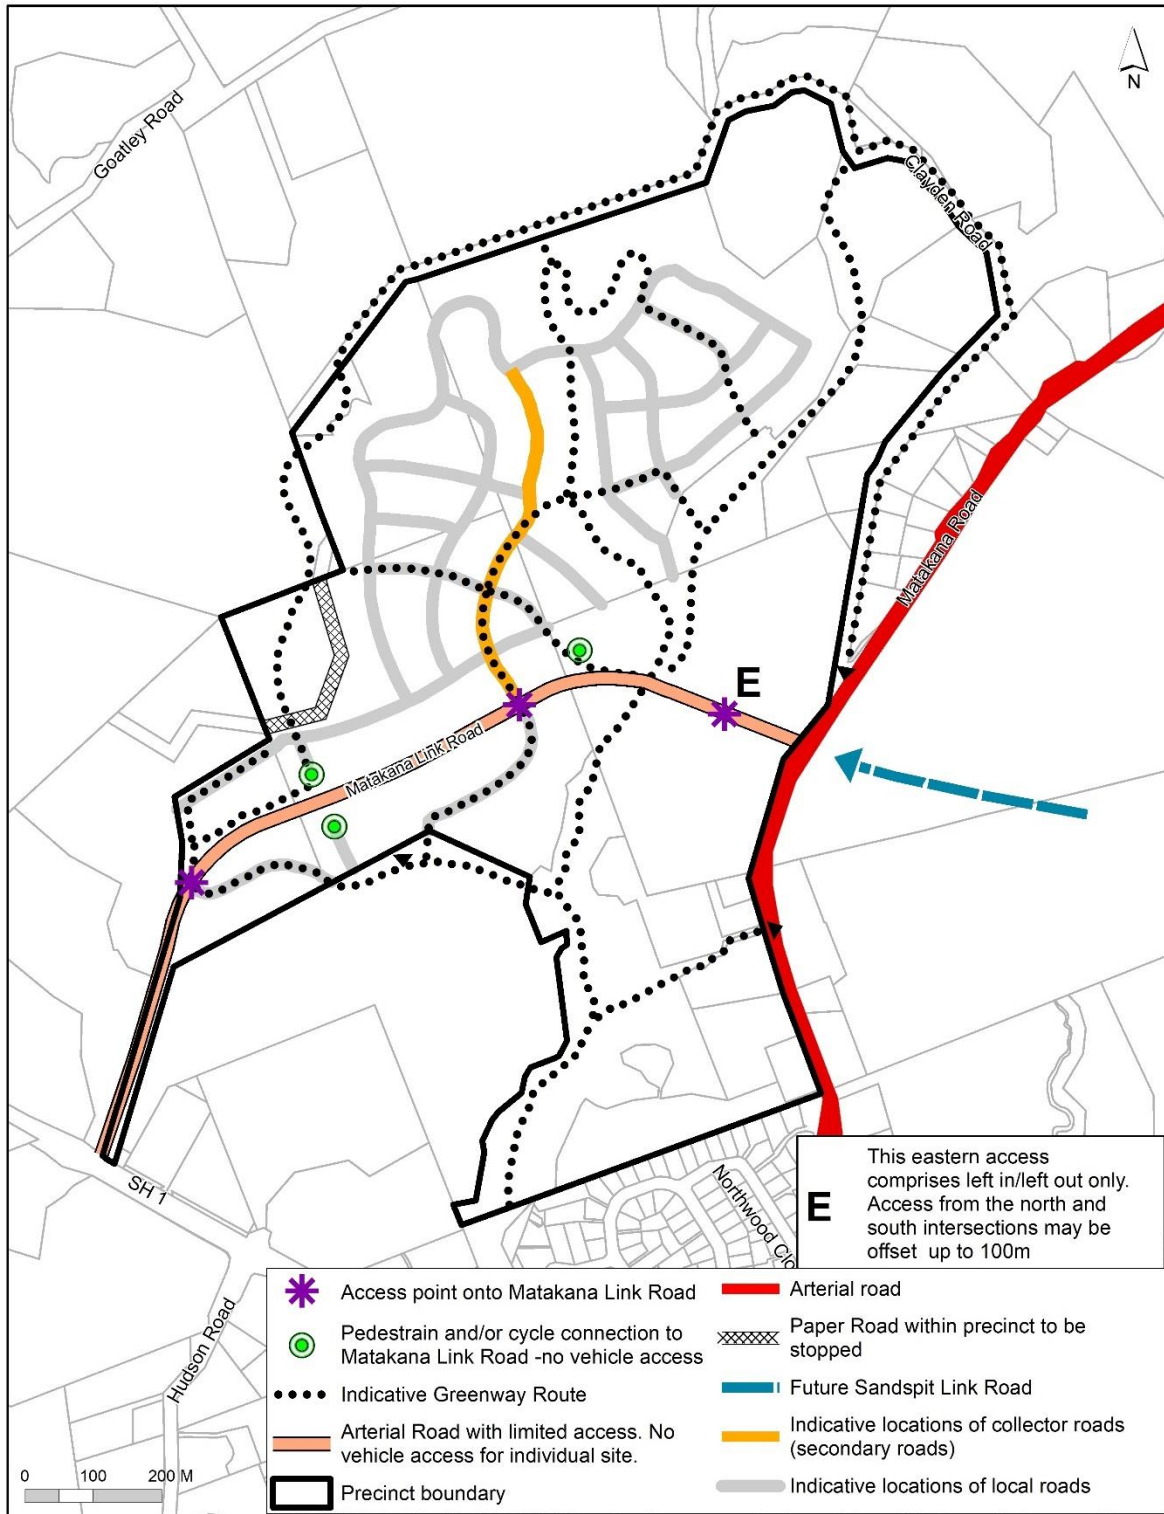 N
Goatley Road
Clayden Road
Matakana Road
E
Matakana Link Road
SH 1
Hudson Road
Northwood Clo
E
This eastern access
comprises left in/left out only.
Access from the north and
south intersections may be
offset up to 100m
Access point onto Matakana Link Road
Pedestrain and/or cycle connection to
Matakana Link Road -no vehicle access
Indicative Greenway Route
Arterial Road with limited access. No
vehicle access for individual site.
Precinct boundary
Arterial road
Paper Road within precinct to be
stopped
Future Sandspit Link Road
Indicative locations of collector roads
(secondary roads)
Indicative locations of local roads
0 100 200 M